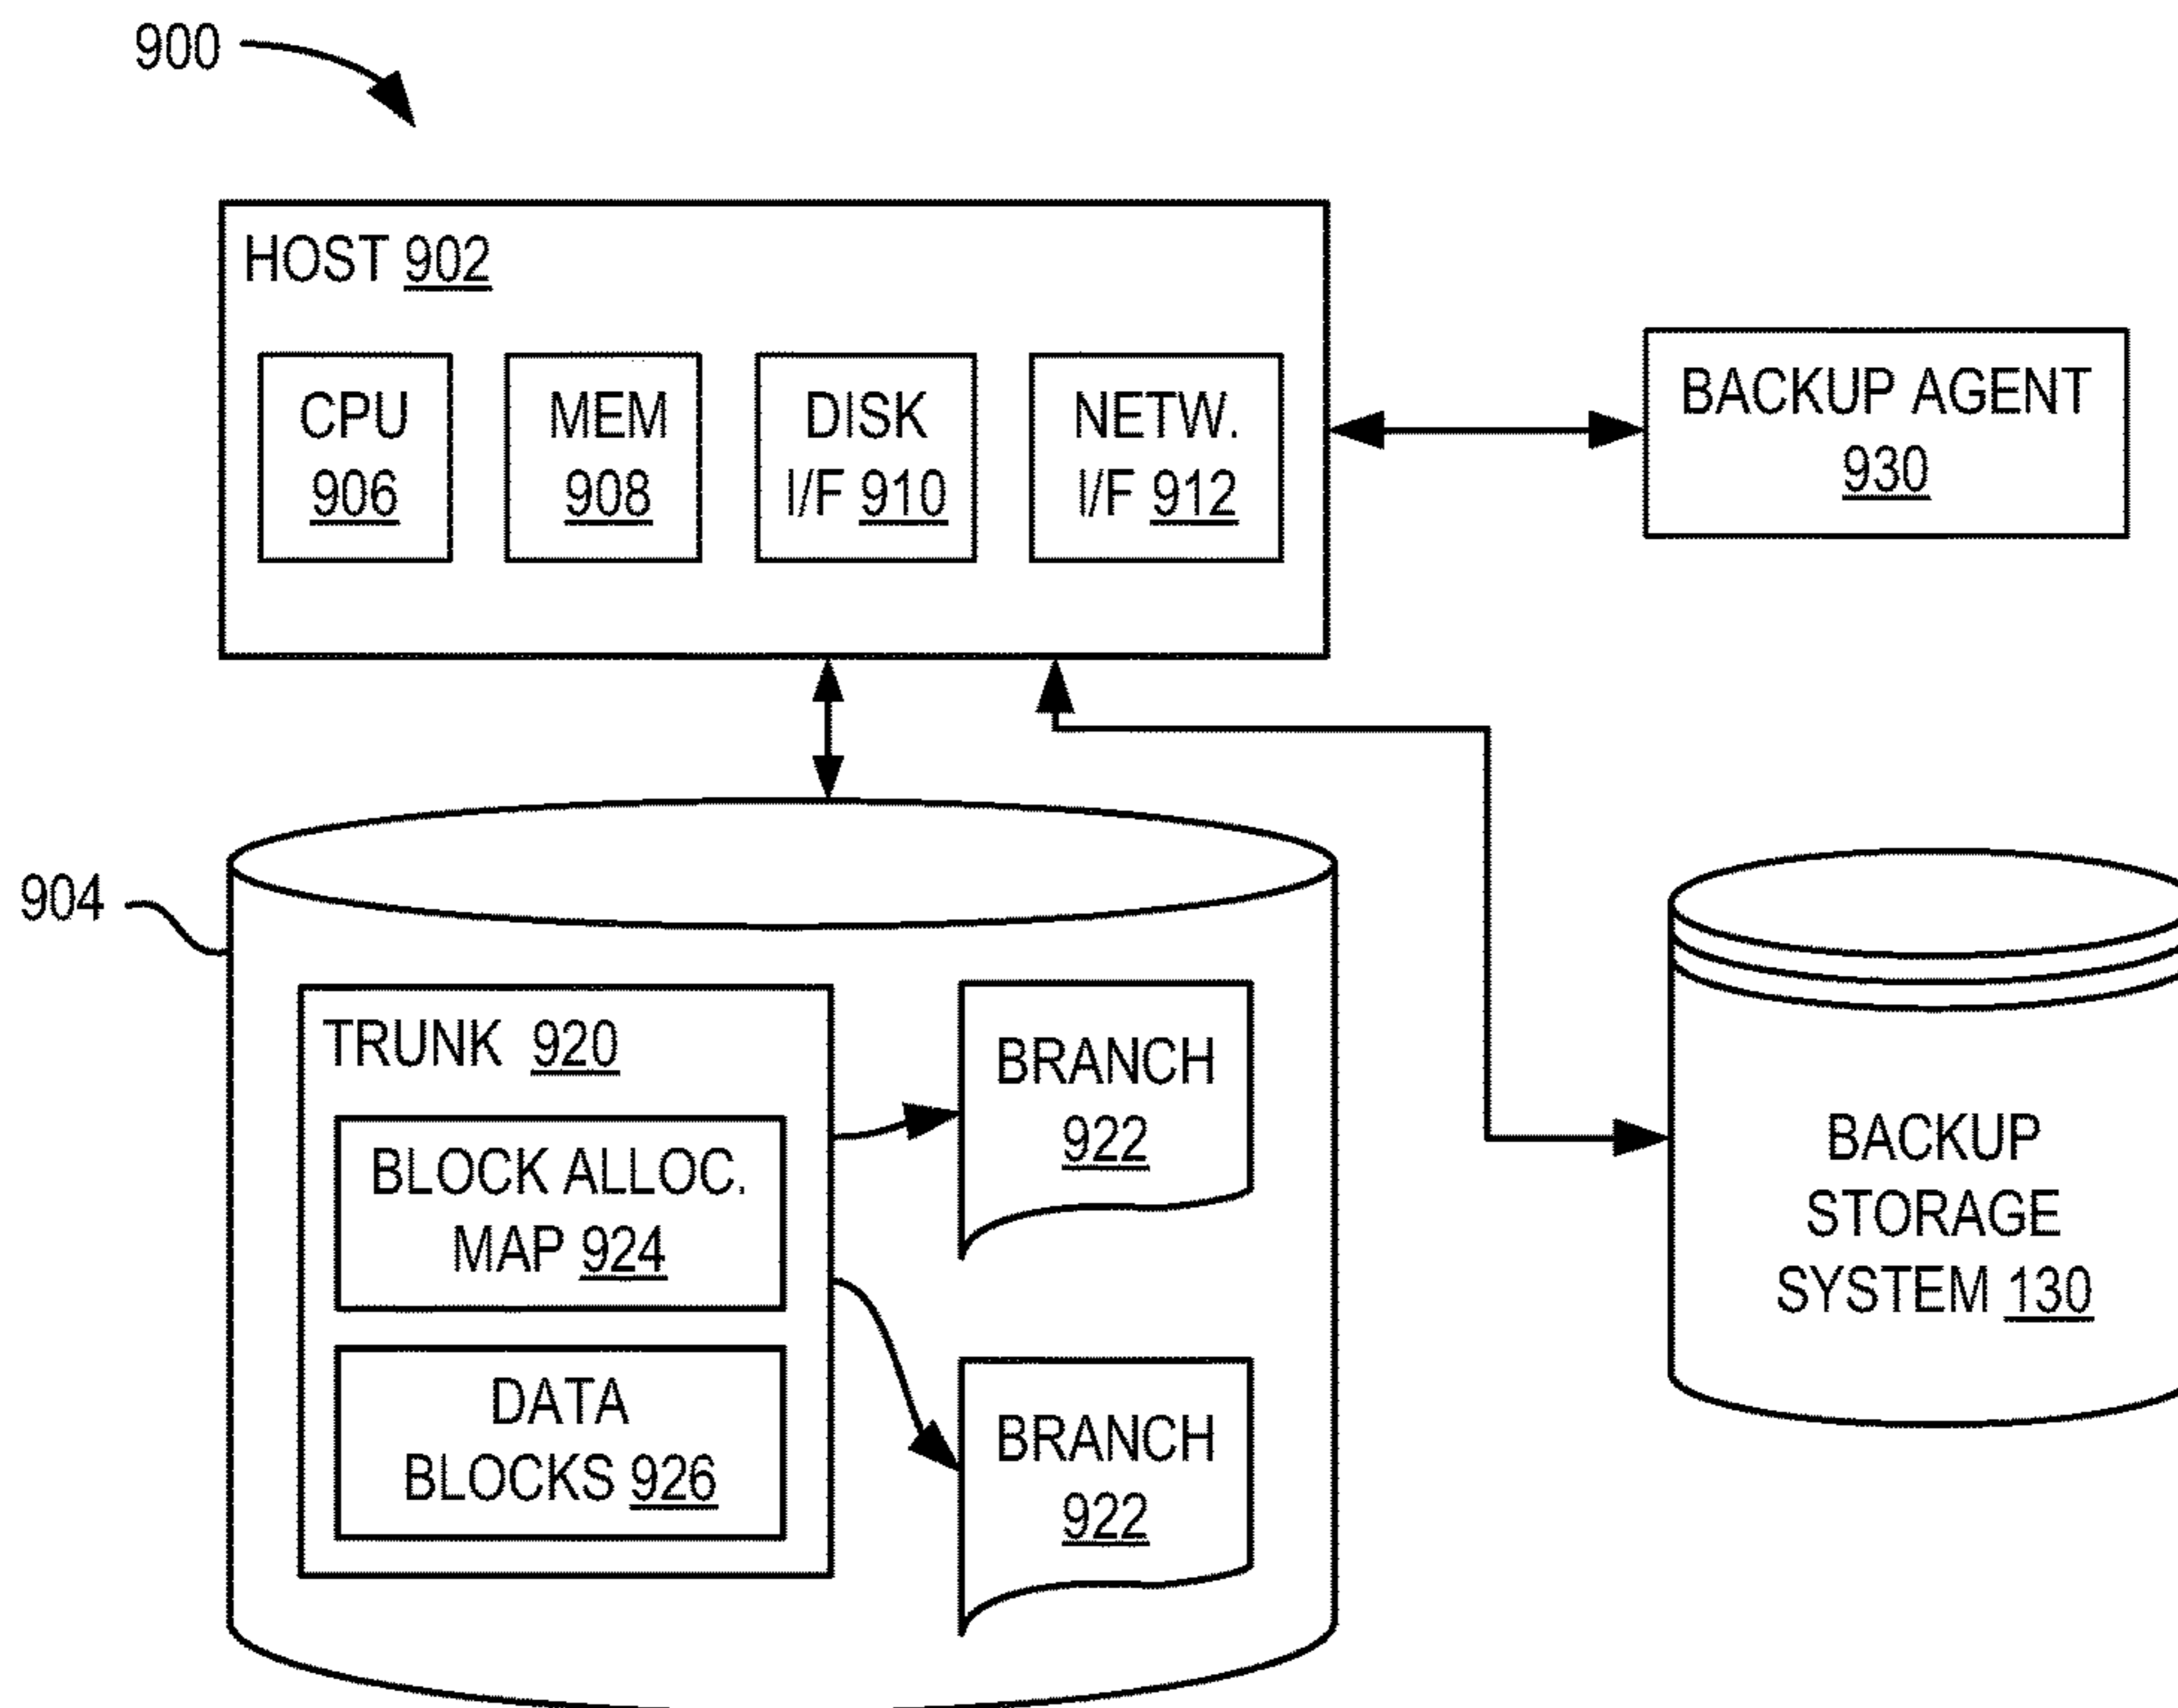 900
HOST 902
CPU
906
MEM
908
DISK
I/F 910
NETW.
I/F 912
BACKUP AGENT
930
904
TRUNK 920
BLOCK ALLOC.
MAP 924
DATA
BLOCKS 926
BRANCH
922
BRANCH
922
BACKUP
STORAGE
SYSTEM 130